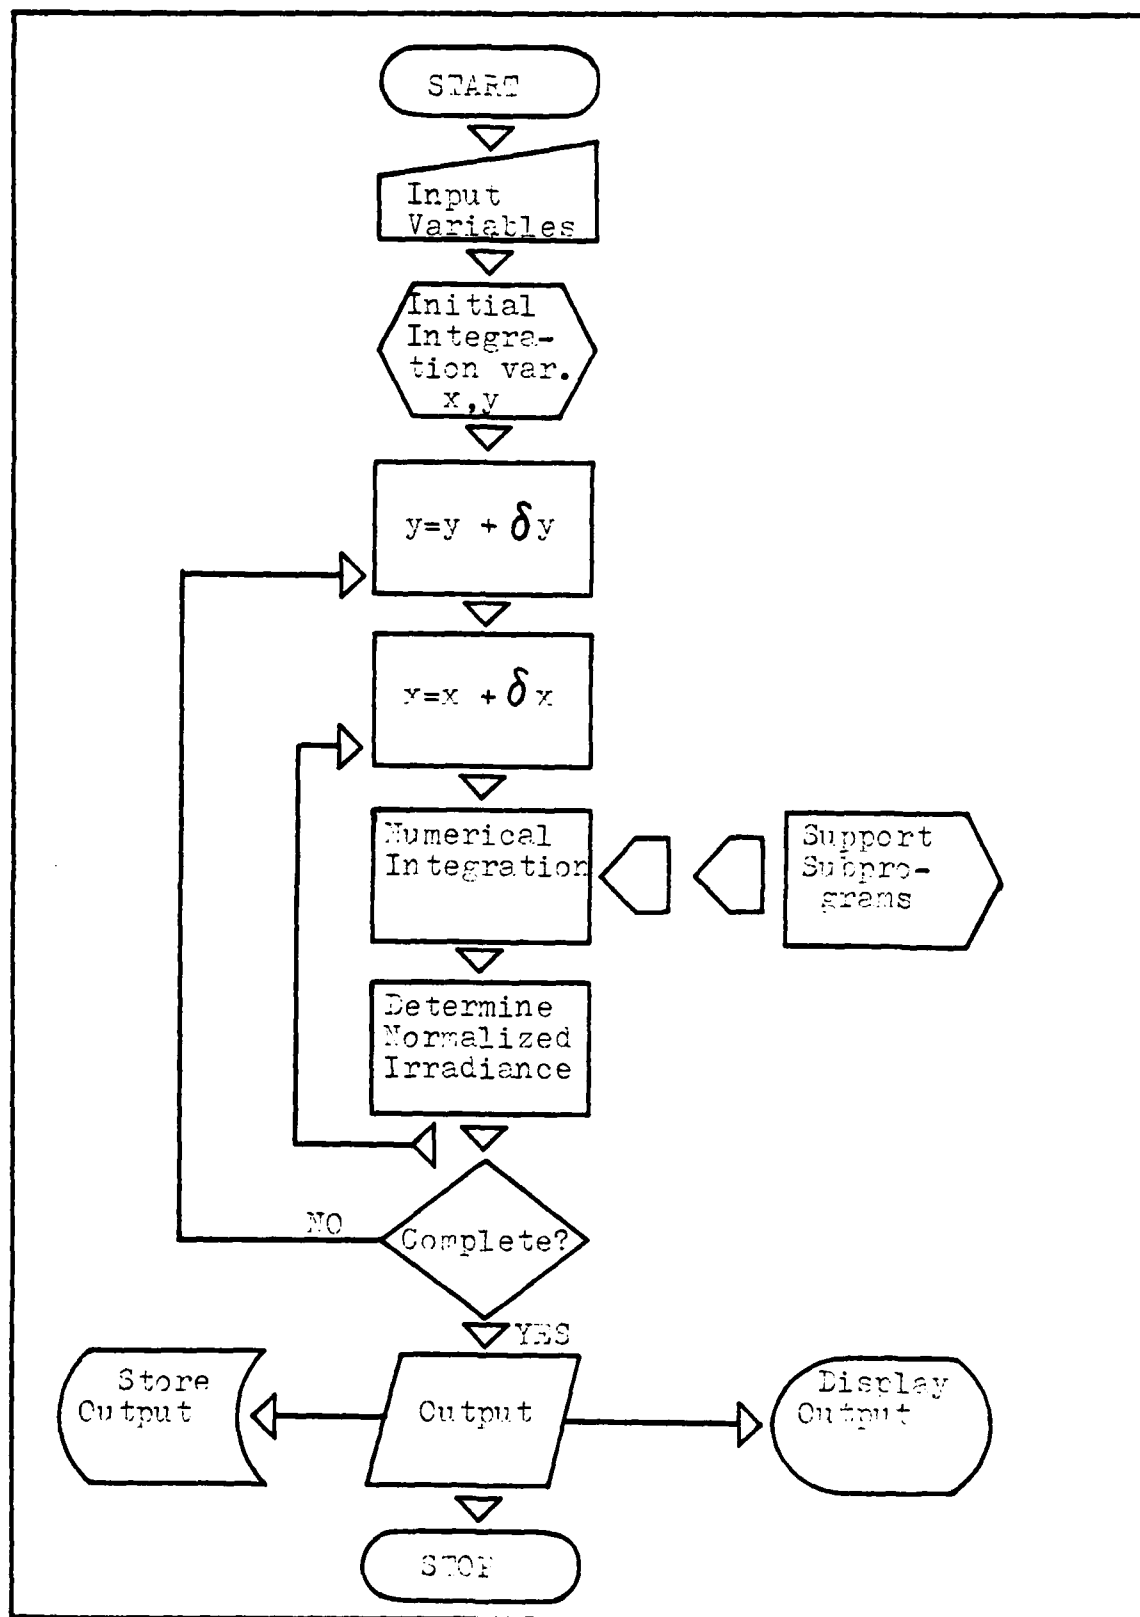 START
Input
Variables
Initial
Integra-
tion var.
x,y
y=y + δy
x=x + δx
Numerical
Integration
Support
Subpro-
grams
Determine
Normalized
Irradiance
NO
Complete?
YES
Store
Output
Output
Display
Output
STOP